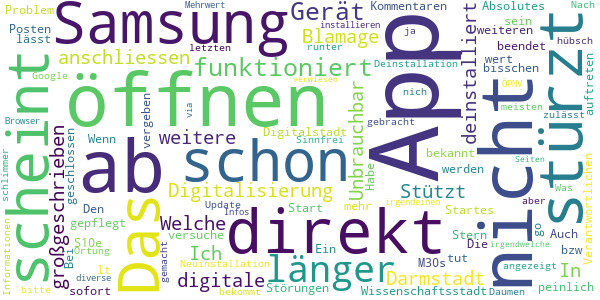 Problem
Posten
lässt
Samsung
Mehrwert
Gerät
installieren
Kommentaren
Absolutes
sein
Nach
hübsch
anschliessen
letzten
Blamage
ja
runter
weiteren
beendet
wert
bisschen
auftreten
Google
funktioniert
Deinstallation
verwiesen
nich
deinstalliert
ÖPNV
meisten
zulässt
scheint
öffnen
App
nicht
stürzt
Browser
via
vergeben
Digitalstadt
Sinnfrei
gebracht
Unbrauchbar
Habe
irgendeinen
Wenn
weitere
bekannt
Seiten
großgeschrieben
geschlossen
ab
schon
werden
Was
aber
schlimmer
Digitalisierung
Stützt
irgendwelche
Informationen
Den
gepflegt
Das
Update
Infos
Welche
Start
mehr
Startes
go
Auch
verantwortlichen
S10e
Bei
Ortung
versuche
Ich
direkt
Ein
Stern
Die
bzw
lt
gemacht
Neuinstallation
Störungen
länger
M30s
tut
angezeigt
In
bitte
sofort
diverse
digitale
bekommt
Darmstadt
Wissenschaftsstadt
Daumen
peinlich